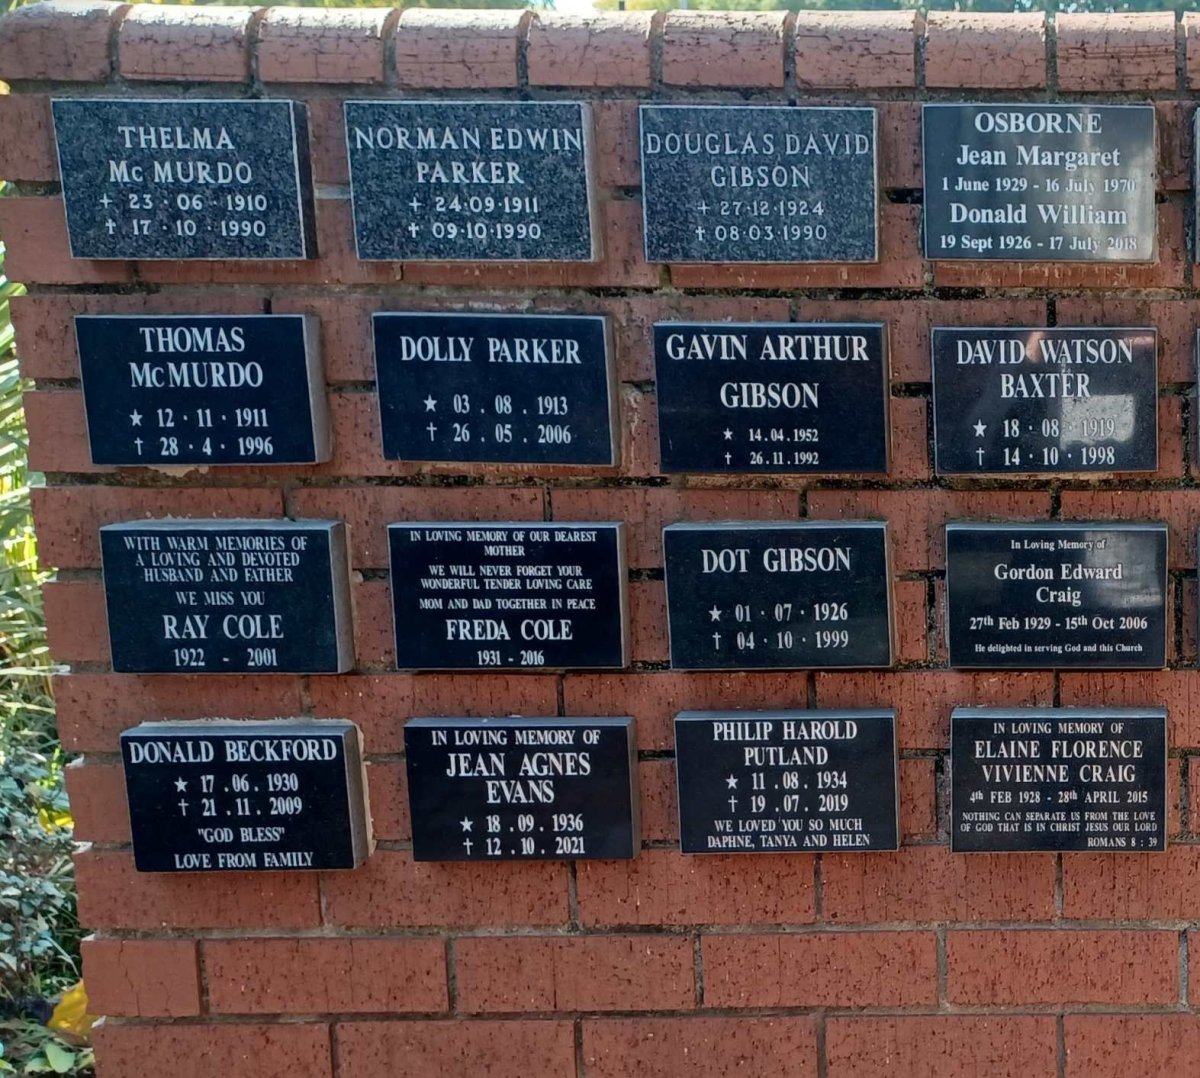 THELMA
Mc MURDO
+ 23 · 06 · 1910
† 17 · 10 · 1990
NORMAN EDWIN
PARKER
+ 24.09.1911
† 09.10.1990
DOUGLAS DAVID
GIBSON
+ 27.12.1924
† 08.03.1990
OSBORNE
Jean Margaret
1 June 1929 - 16 July 1970
Donald William
19 Sept 1926 - 17 July 2018
THOMAS
McMURDO
★ 12 · 11 · 1911
† 28 · 4 · 1996
DOLLY PARKER
★ 03 . 08 . 1913
† 26 . 05 . 2006
GAVIN ARTHUR
GIBSON
★ 14.04.1952
† 26.11.1992
DAVID WATSON
BAXTER
★ 18 · 08 · 1919
† 14 · 10 · 1998
WITH WARM MEMORIES OF
A LOVING AND DEVOTED
HUSBAND AND FATHER
WE MISS YOU
RAY COLE
1922 - 2001
IN LOVING MEMORY OF OUR DEAREST
MOTHER
WE WILL NEVER FORGET YOUR
WONDERFUL TENDER LOVING CARE
MOM AND DAD TOGETHER IN PEACE
FREDA COLE
1931 - 2016
DOT GIBSON
★ 01 · 07 · 1926
† 04 · 10 · 1999
In Loving Memory of
Gordon Edward
Craig
27th Feb 1929 - 15th Oct 2006
He delighted in serving God and this Church
DONALD BECKFORD
★ 17 . 06 . 1930
† 21 . 11 . 2009
"GOD BLESS"
LOVE FROM FAMILY
IN LOVING MEMORY OF
JEAN AGNES
EVANS
★ 18 . 09 . 1936
† 12 . 10 . 2021
PHILIP HAROLD
PUTLAND
★ 11 . 08 . 1934
† 19 . 07 . 2019
WE LOVED YOU SO MUCH
DAPHNE, TANYA AND HELEN
IN LOVING MEMORY OF
ELAINE FLORENCE
VIVIENNE CRAIG
4th FEB 1928 - 28th APRIL 2015
NOTHING CAN SEPARATE US FROM THE LOVE
OF GOD THAT IS IN CHRIST JESUS OUR LORD
ROMANS 8 : 39